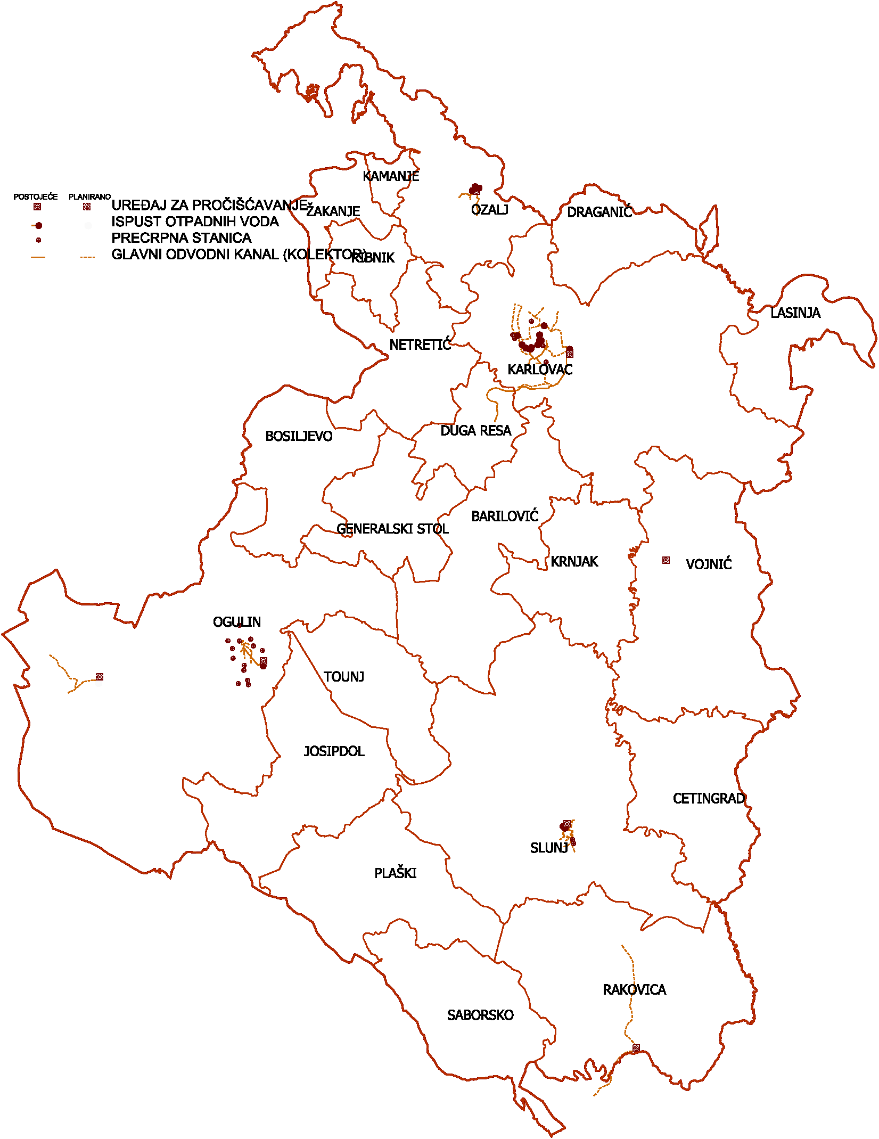 KAMANJE
POSTOJEĆE PLANIRANO
UREĐAJ ZA PROČIŠĆAVANJE
ŽAKANJE
OZALJ
DRAGANIĆ
ISPUST OTPADNIH VODA
PRECRPNA STANICA
GLAVNI ODVODNI KANAL (KOLEKTOR)
RIBNIK
LASINJA
NETRETIĆ
KARLOVAC
BOSILJEVO
DUGA RESA
GENERALSKI STOL
BARILOVIĆ
KRNJAK
VOJNIĆ
OGULIN
TOUNJ
JOSIPDOL
CETINGRAD
SLUNJ
PLAŠKI
RAKOVICA
SABORSKO